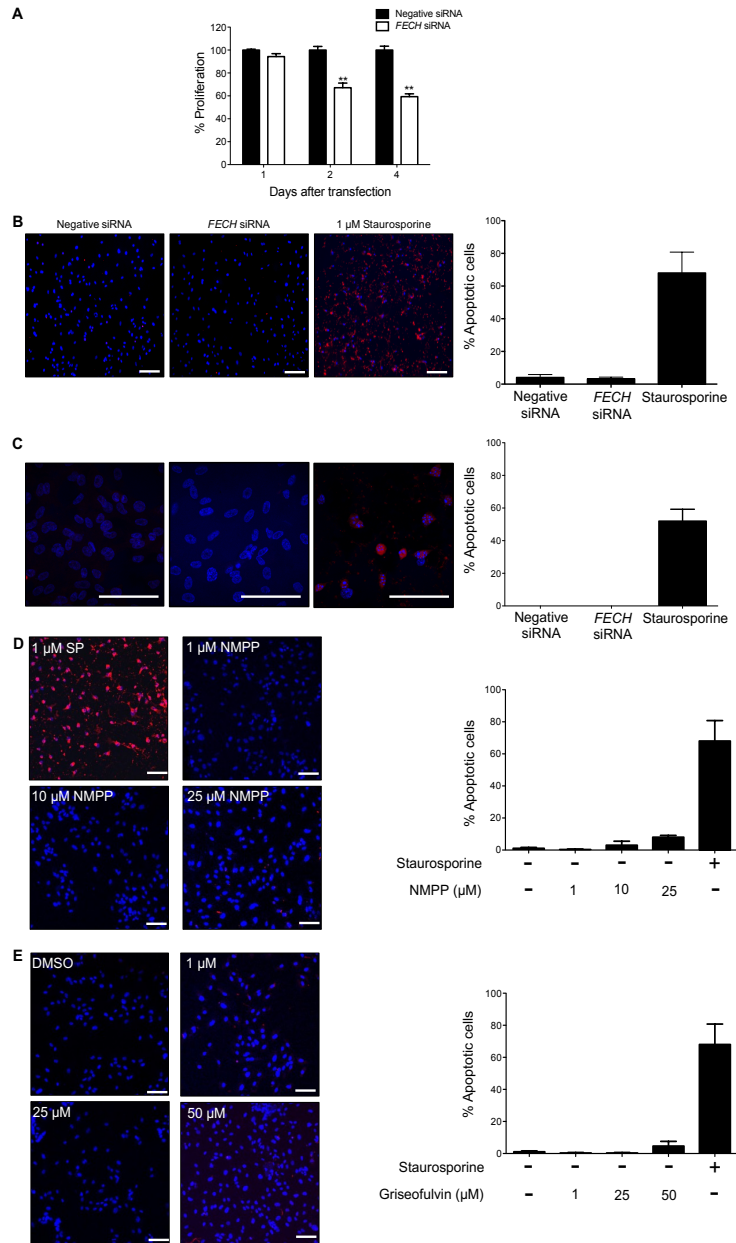 A
Negative siRNA
FECH siRNA
% Proliferation
120
100
80
60
40
20
0
**
**
1 2 4
Days after transfection
B
Negative siRNA FECH siRNA 1 µM Staurosporine
% Apoptotic cells
100
80
60
40
20
0
Negative siRNA
FECH siRNA
Staurosporine
C
% Apoptotic cells
100
80
60
40
20
0
Negative siRNA
FECH siRNA
Staurosporine
D
1 µM SP 1 µM NMPP
10 µM NMPP 25 µM NMPP
% Apoptotic cells
100
80
60
40
20
0
Staurosporine – – – – +
NMPP (µM) – 1 10 25 –
E
DMSO 1 µM
25 µM 50 µM
% Apoptotic cells
100
80
60
40
20
0
Staurosporine – – – – +
Griseofulvin (µM) – 1 25 50 –